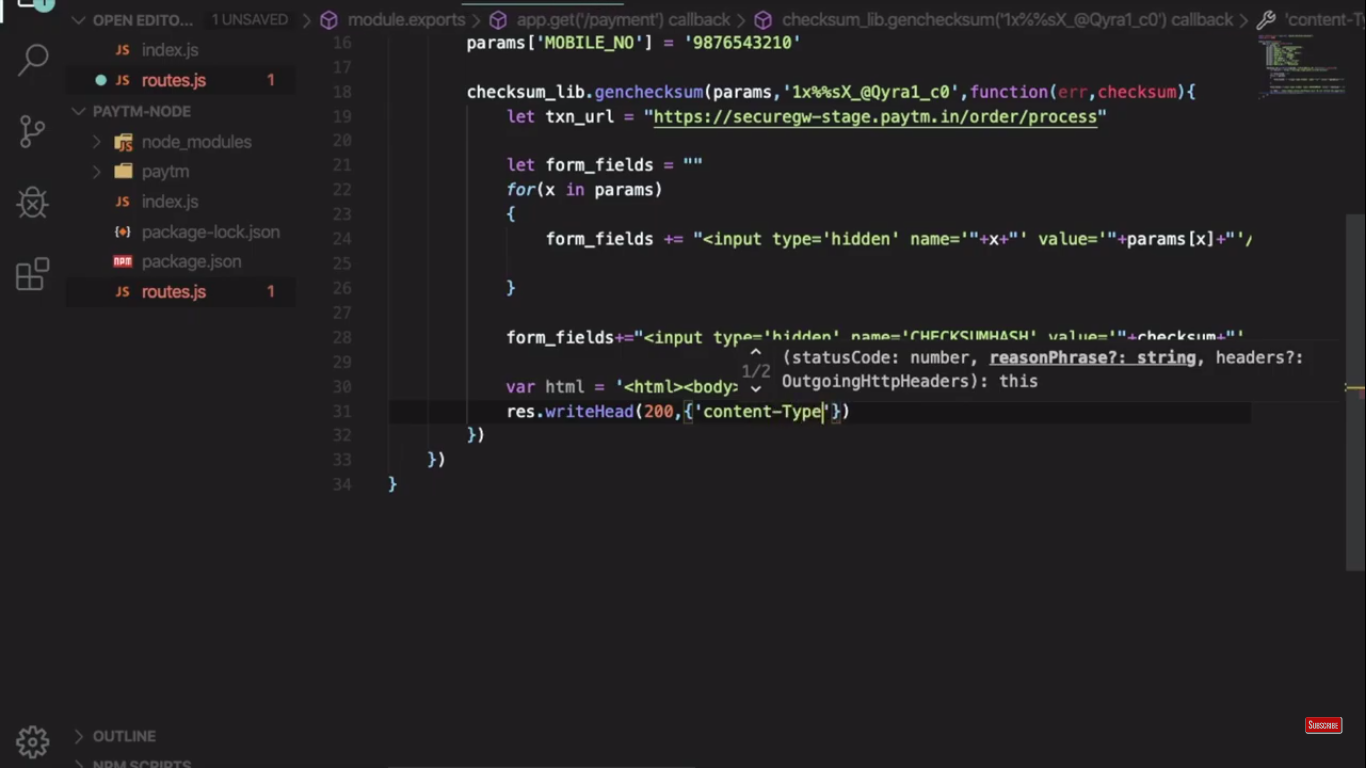 1
OPEN EDITO... 1 UNSAVED
module.exports > app.get('/payment') callback > checksum_lib.genchecksum('1x%%sX_@Qyra1_c0') callback > 'content-T
JS index.js
JS routes.js 1
PAYTM-NODE
JS node_modules
paytm
JS index.js
package-lock.json
npm package.json
JS routes.js 1
16 params['MOBILE_NO'] = '9876543210'
17
18 checksum_lib.genchecksum(params,'1x%%sX_@Qyra1_c0',function(err,checksum){
19 let txn_url = "https://securegw-stage.paytm.in/order/process"
20
21 let form_fields = ""
22 for(x in params)
23 {
24 form_fields += "<input type='hidden' name='"+x+"' value='"+params[x]+"'/
25
26 }
27
28 form_fields+="<input type='hidden' name='CHECKSUMHASH' value='"+checksum+"'
29
30 var html = '<html><body>
31 res.writeHead(200,{'content-Type'})
32 })
33 })
34 }
1/2 (statusCode: number, reasonPhrase?: string, headers?:
OutgoingHttpHeaders): this
SUBSCRIBE
OUTLINE
NPM SCRIPTS